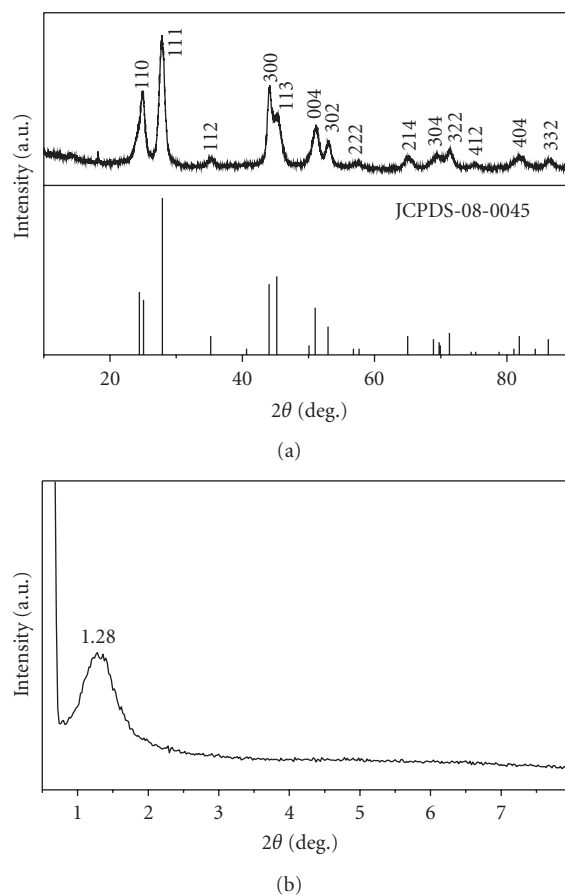 110
111
112
300
113
004
302
222
214
304
322
412
404
332
Intensity (a.u.)
JCPDS-08-0045
20 40 60 80
2θ (deg.)
(a)
1.28
Intensity (a.u.)
1 2 3 4 5 6 7
2θ (deg.)
(b)